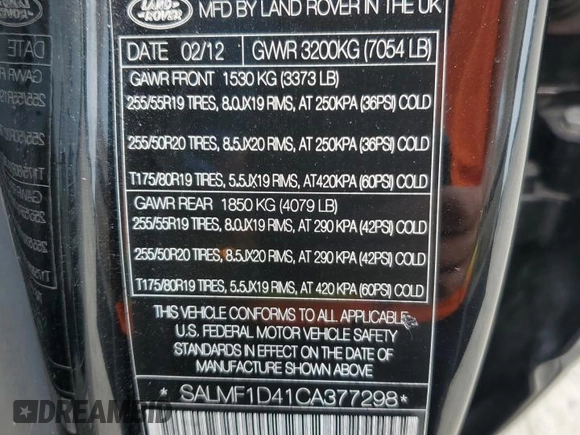 LAND
ROVER
MFD BY LAND ROVER IN THE UK
DATE 02/12 GWWR 3200KG (7054 LB)
GAWR FRONT 1530 KG (3373 LB)
255/55R19 TIRES, 8.0JX19 RIMS, AT 250KPA (36PSI) COLD
255/50R20 TIRES, 8.5JX20 RIMS, AT 250KPA (36PSI) COLD
T175/80R19 TIRES, 5.5JX19 RIMS, AT420KPA (60PSI) COLD
GAWR REAR 1850 KG (4079 LB)
255/55R19 TIRES, 8.0JX19 RIMS, AT 290 KPA (42PSI) COLD
255/50R20 TIRES, 8.5JX20 RIMS, AT 290 KPA (42PSI) COLD
T175/80R19 TIRES, 5.5JX19 RIMS, AT 420 KPA (60PSI) COLD
THIS VEHICLE CONFORMS TO ALL APPLICABLE
U.S. FEDERAL MOTOR VEHICLE SAFETY
STANDARDS IN EFFECT ON THE DATE OF
MANUFACTURE SHOWN ABOVE
* SALMF1D41CA377298 *
DREAMBID